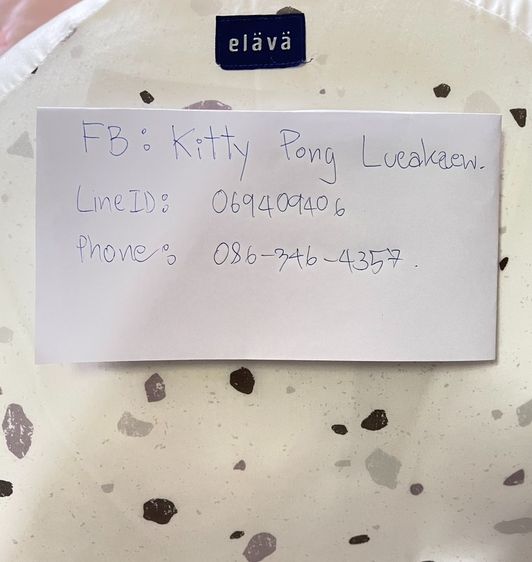 elävä
FB: Kitty Pong Lueakaew.
Line ID: 069409406
Phone: 086-346-4357.